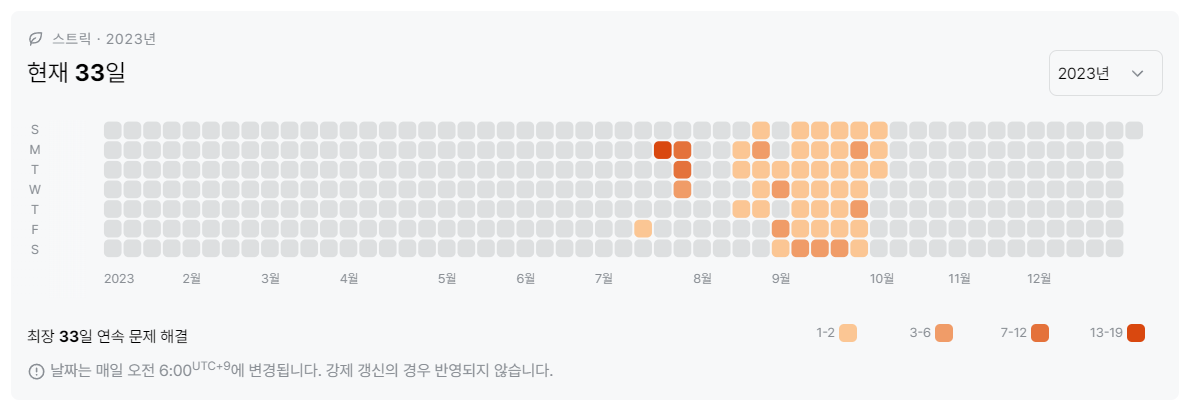 스트릭 · 2023년
현재 33일
2023년
S
M
T
W
T
F
S
2023 2월 3월 4월 5월 6월 7월 8월 9월 10월 11월 12월
최장 33일 연속 문제 해결
1-2 3-6 7-12 13-19
날짜는 매일 오전 6:00UTC+9에 변경됩니다. 강제 갱신의 경우 반영되지 않습니다.